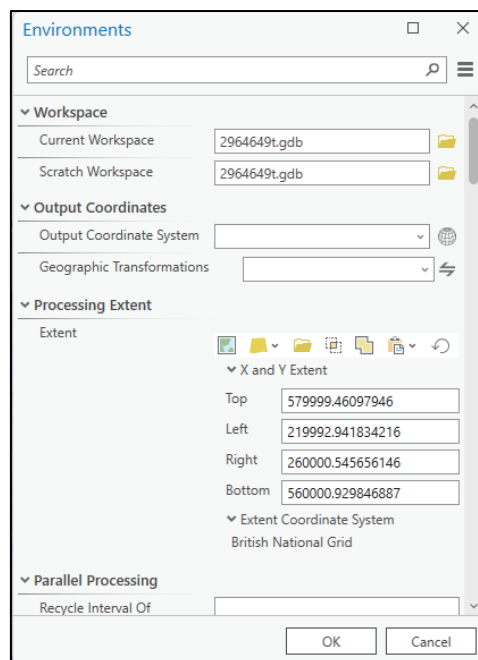 Environments
Search
Workspace
Current Workspace 2964649t.gdb
Scratch Workspace 2964649t.gdb
Output Coordinates
Output Coordinate System
Geographic Transformations
Processing Extent
Extent
X and Y Extent
Top 579999.46097946
Left 219992.941834216
Right 260000.545656146
Bottom 560000.929846887
Extent Coordinate System
British National Grid
Parallel Processing
Recycle Interval Of
OK Cancel